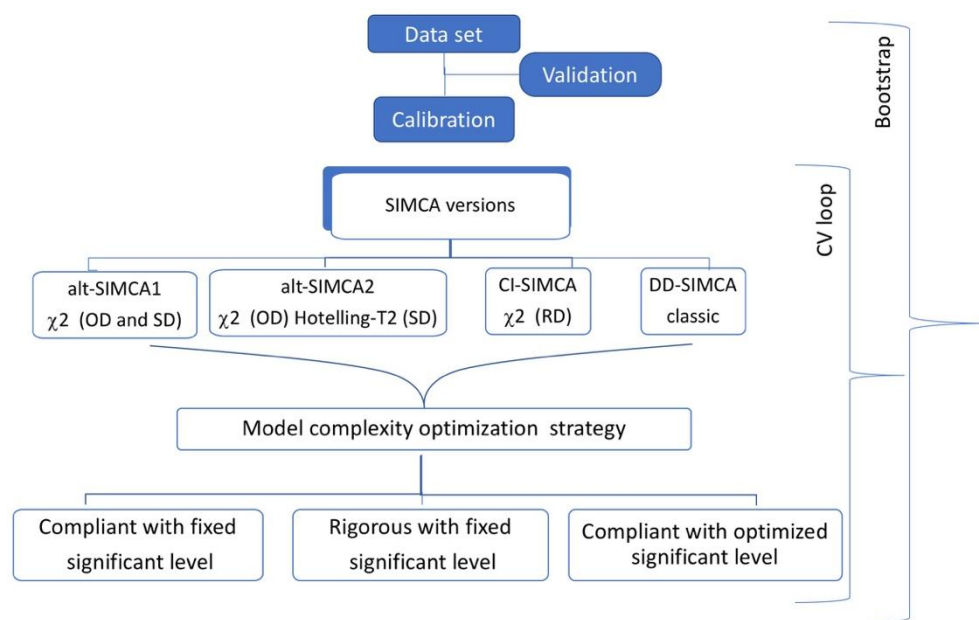 Data set
Validation
Calibration
Bootstrap
CV loop
SIMCA versions
alt-SIMCA1
χ2 (OD and SD)
alt-SIMCA2
χ2 (OD) Hotelling-T2 (SD)
CI-SIMCA
χ2 (RD)
DD-SIMCA
classic
Model complexity optimization strategy
Compliant with fixed
significant level
Rigorous with fixed
significant level
Compliant with optimized
significant level